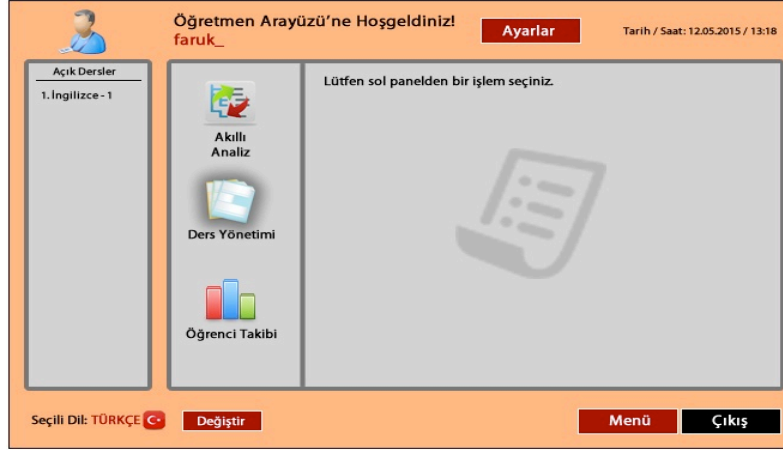 Öğretmen Arayüzü’ne Hoşgeldiniz!
faruk_
Ayarlar
Tarih / Saat: 12.05.2015 / 13:18
Açık Dersler
1. İngilizce - 1
Akıllı
Analiz
Ders Yönetimi
Öğrenci Takibi
Lütfen sol panelden bir işlem seçiniz.
Seçili Dil: TÜRKÇE
Değiştir
Menü
Çıkış